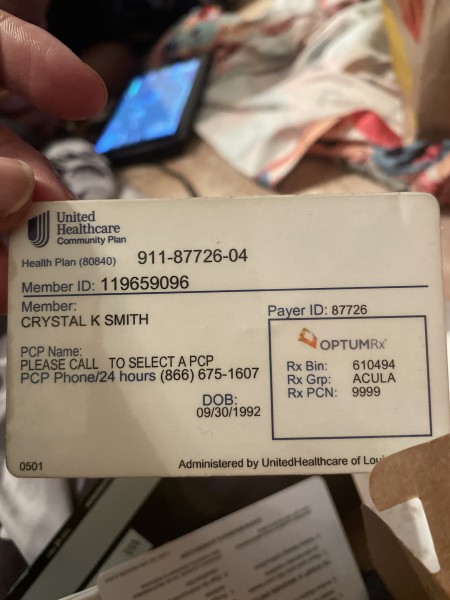 United
Healthcare
Community Plan
Health Plan (80840) 911-87726-04
Member ID: 119659096
Member:
CRYSTAL K SMITH
Payer ID: 87726
OPTUMRx
Rx Bin: 610494
Rx Grp: ACULA
Rx PCN: 9999
PCP Name:
PLEASE CALL TO SELECT A PCP
PCP Phone/24 hours (866) 675-1607
DOB:
09/30/1992
0501
Administered by UnitedHealthcare of